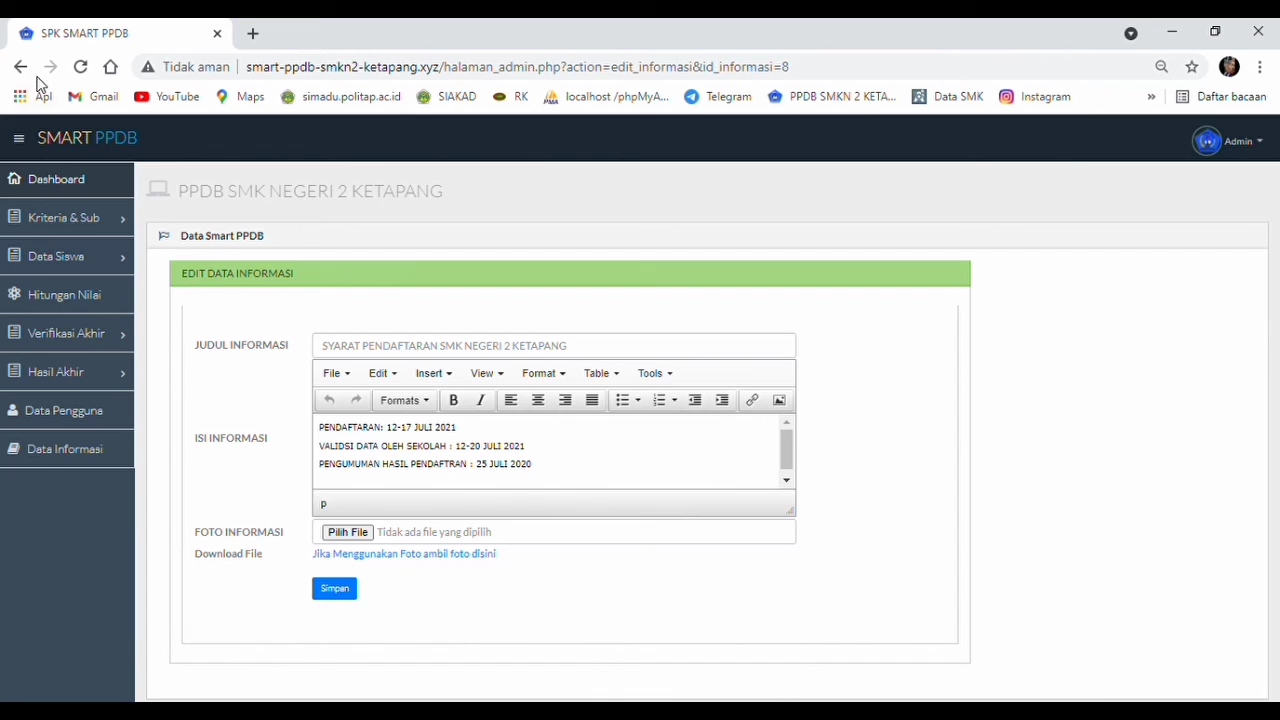 SPK SMART PPDB
Tidak aman smart-ppdb-smkn2-ketapang.xyz/halaman_admin.php?action=edit_informasi&id_informasi=8
Apl Gmail YouTube Maps simadu.politap.ac.id SIAKAD RK localhost /phpMyA... Telegram PPDB SMKN 2 KETA... Data SMK Instagram » Daftar bacaan
SMART PPDB Admin
Dashboard
PPDB SMK NEGERI 2 KETAPANG
Kriteria & Sub
Data Smart PPDB
Data Siswa
EDIT DATA INFORMASI
Hitungan Nilai
Verifikasi Akhir
JUDUL INFORMASI SYARAT PENDAFTARAN SMK NEGERI 2 KETAPANG
Hasil Akhir
File Edit Insert View Format Table Tools
Formats B I
Data Pengguna
PENDAFTARAN: 12-17 JULI 2021
ISI INFORMASI
VALIDSI DATA OLEH SEKOLAH : 12-20 JULI 2021
Data Informasi
PENGUMUMAN HASIL PENDAFTRAN : 25 JULI 2020
p
FOTO INFORMASI Pilih File Tidak ada file yang dipilih
Download File Jika Menggunakan Foto ambil foto disini
Simpan